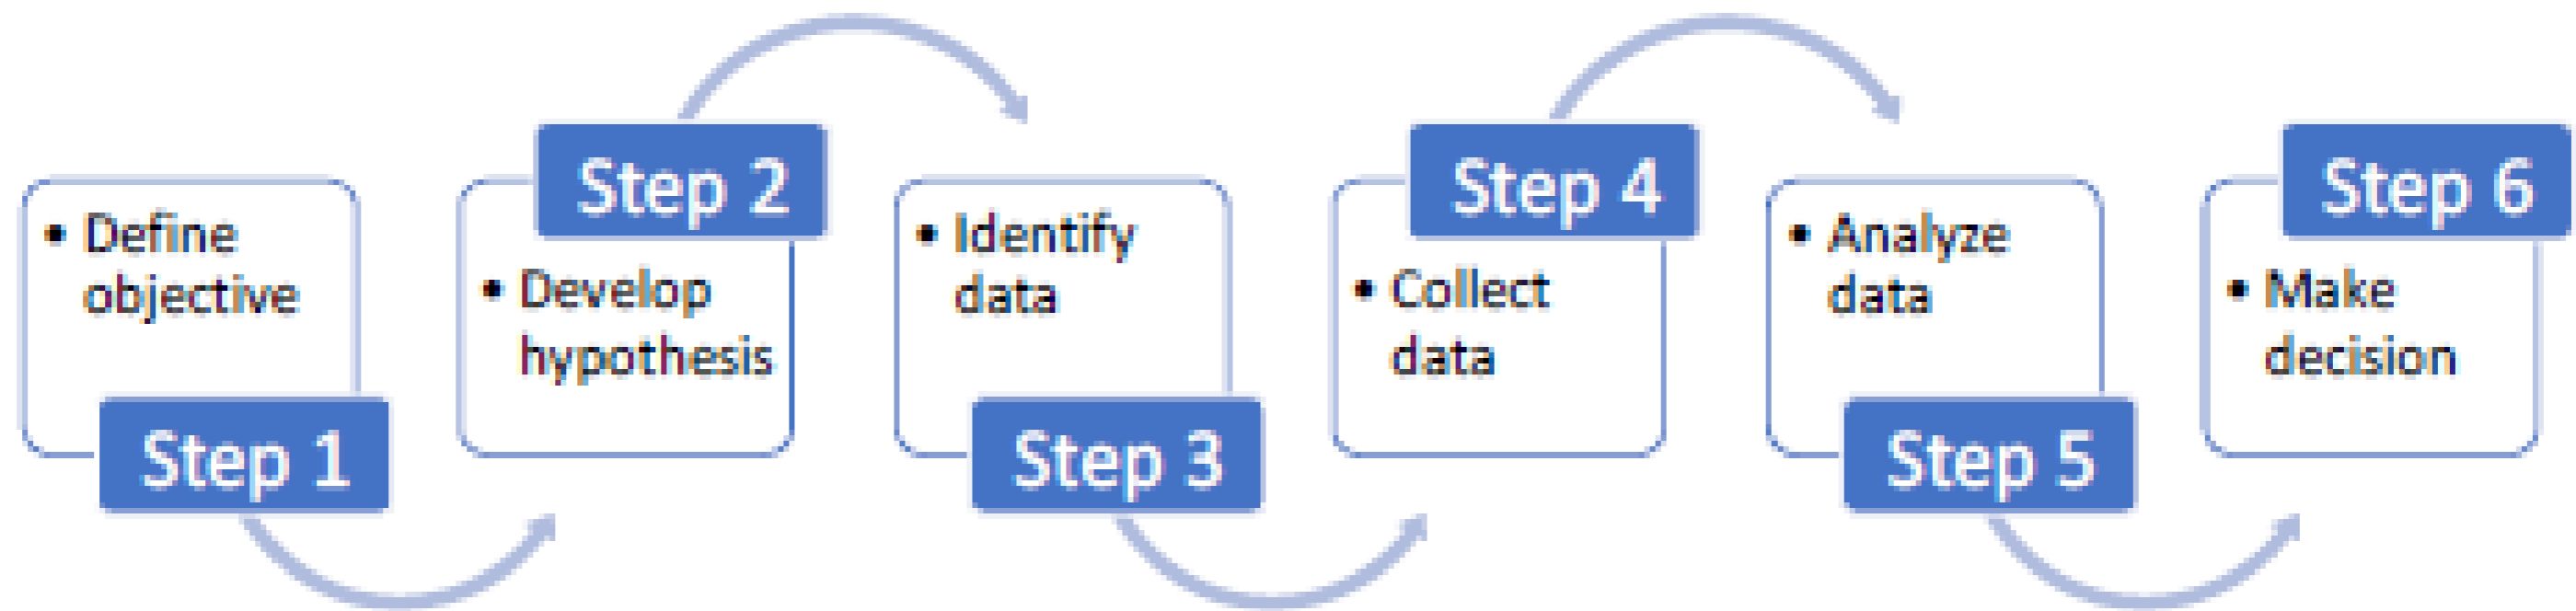 • Define
objective
Step 1
Step 2
• Develop
hypothesis
• Identify
data
Step 3
Step 4
• Collect
data
• Analyze
data
Step 5
Step 6
• Make
decision